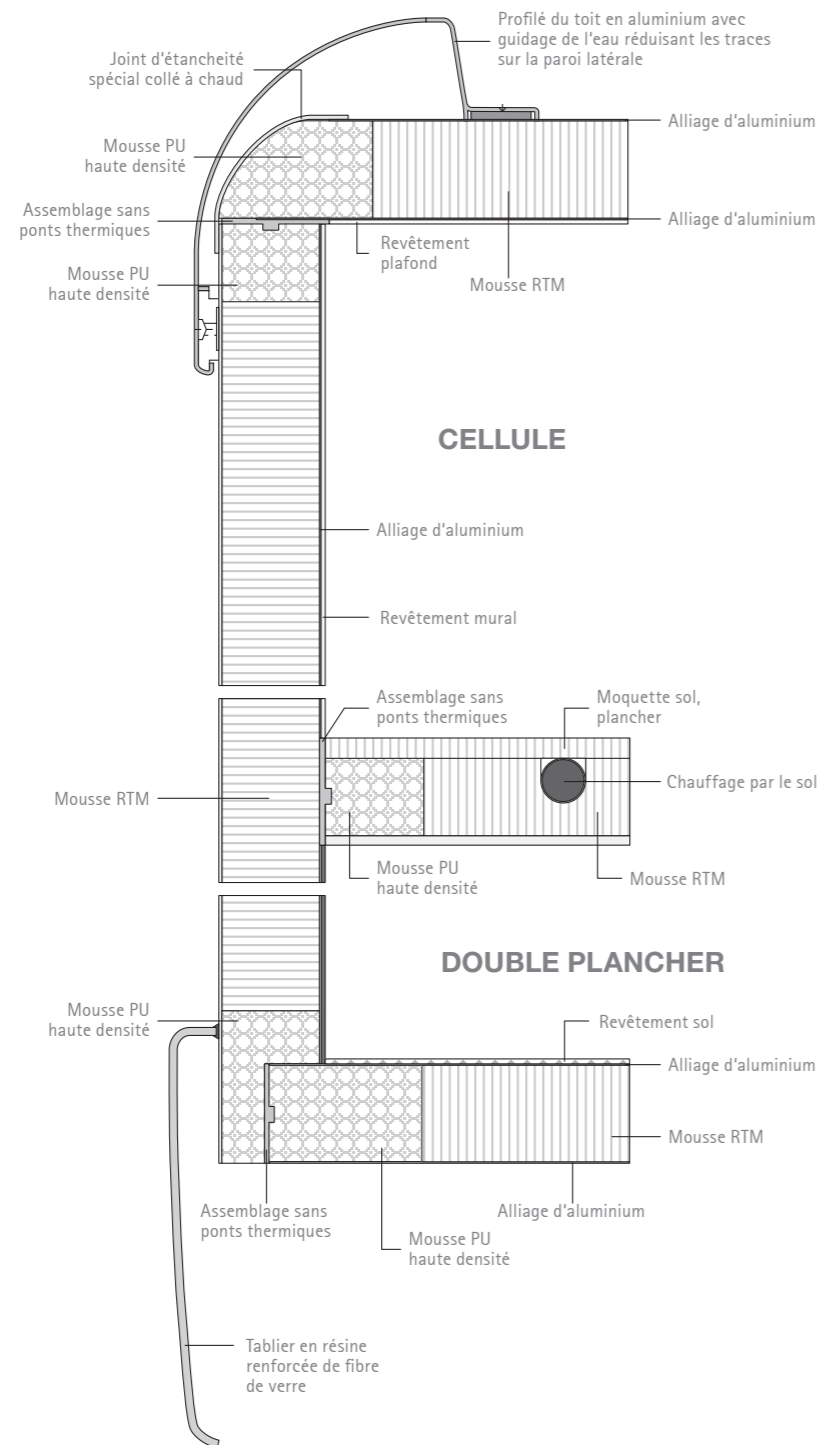 Profilé du toit en aluminium avec
guidage de l'eau réduisant les traces
sur la paroi latérale
Joint d'étancheité
spécial collé à chaud
Alliage d'aluminium
Mousse PU
haute densité
Assemblage sans
ponts thermiques
Alliage d'aluminium
Revêtement
plafond
Mousse PU
haute densité
Mousse RTM
CELLULE
Alliage d'aluminium
Revêtement mural
Assemblage sans
ponts thermiques
Moquette sol,
plancher
Chauffage par le sol
Mousse RTM
Mousse PU
haute densité
Mousse RTM
DOUBLE PLANCHER
Mousse PU
haute densité
Revêtement sol
Alliage d'aluminium
Mousse RTM
Assemblage sans
ponts thermiques
Alliage d'aluminium
Mousse PU
haute densité
Tablier en résine
renforcée de fibre
de verre